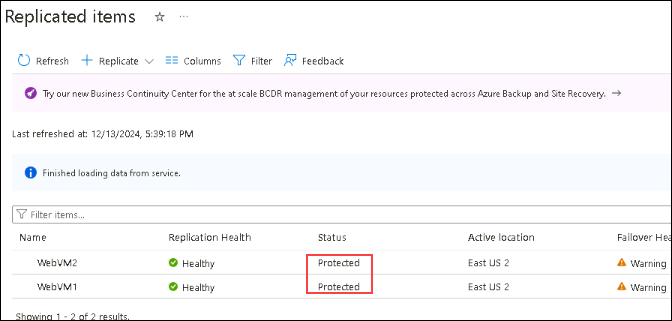 Replicated items
Refresh Replicate Columns Filter Feedback
Try our new Business Continuity Center for the at scale BCDR management of your resources protected across Azure Backup and Site Recovery. →
Last refreshed at: 12/13/2024, 5:39:18 PM
Finished loading data from service.
Filter items...
Name Replication Health Status Active location Failover Hea
WebVM2 Healthy Protected East US 2 Warning
WebVM1 Healthy Protected East US 2 Warning
Showing 1 - 2 of 2 results.